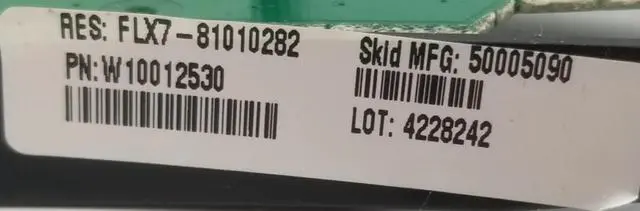 RES: FLX7-81010282
PN:W10012530
Skld MFG: 50005090
LOT: 4228242